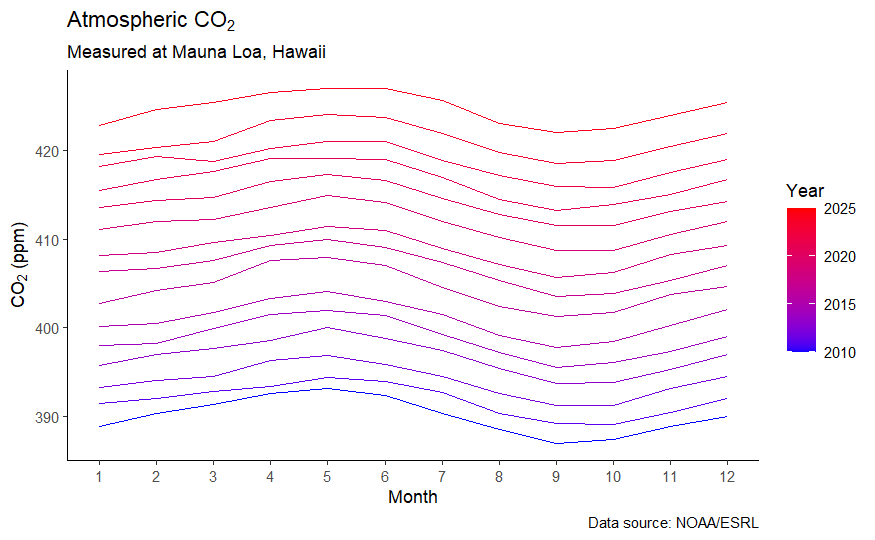 Atmospheric CO₂
Measured at Mauna Loa, Hawaii
CO₂ (ppm)
420
410
400
390
1 2 3 4 5 6 7 8 9 10 11 12
Month
Year
2025
2020
2015
2010
Data source: NOAA/ESRL